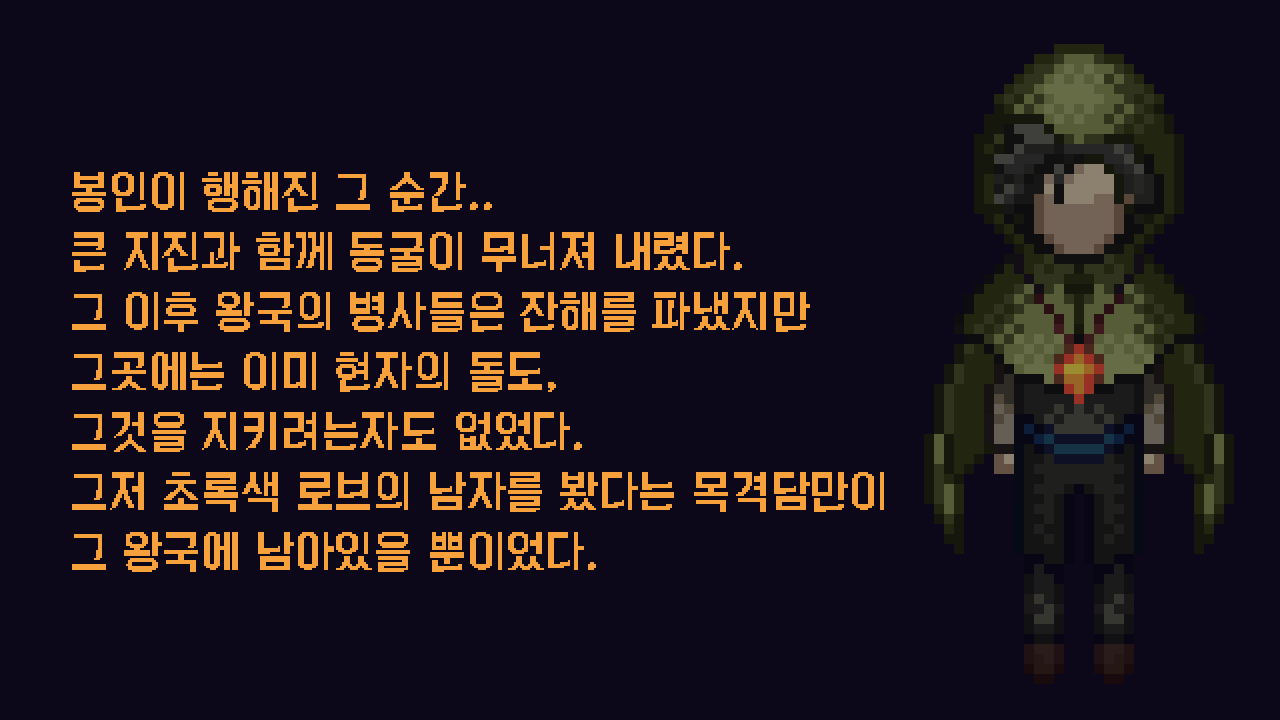 봉인이 행해진 그 순간..
큰 지진과 함께 동굴이 무너져 내렸다.
그 이후 왕국의 병사들은 잔해를 파냈지만
그곳에는 이미 현자의 돌도,
그것을 지키려는자도 없었다.
그저 초록색 로브의 남자를 봤다는 목격담만이
그 왕국에 남아있을 뿐이었다.